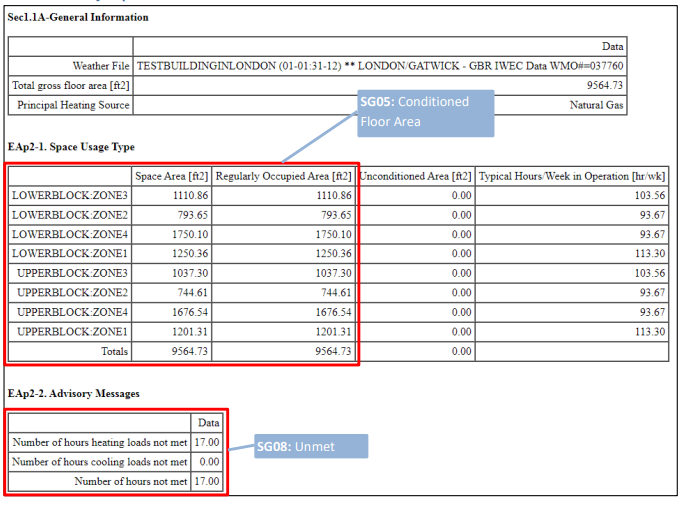 Sec1.1A-General Information
Data
Weather File TESTBUILDINGINLONDON (01-01:31-12) ** LONDON/GATWICK - GBR IWEC Data WMO#=037760
Total gross floor area [ft2] 9564.73
Principal Heating Source Natural Gas
SG05: Conditioned
Floor Area
EAp2-1. Space Usage Type
Space Area [ft2] Regularly Occupied Area [ft2] Unconditioned Area [ft2] Typical Hours/Week in Operation [hr/wk]
LOWERBLOCK:ZONE3 1110.86 1110.86 0.00 103.56
LOWERBLOCK:ZONE2 793.65 793.65 0.00 93.67
LOWERBLOCK:ZONE4 1750.10 1750.10 0.00 93.67
LOWERBLOCK:ZONE1 1250.36 1250.36 0.00 113.30
UPPERBLOCK:ZONE3 1037.30 1037.30 0.00 103.56
UPPERBLOCK:ZONE2 744.61 744.61 0.00 93.67
UPPERBLOCK:ZONE4 1676.54 1676.54 0.00 93.67
UPPERBLOCK:ZONE1 1201.31 1201.31 0.00 113.30
Totals 9564.73 9564.73 0.00
EAp2-2. Advisory Messages
Data
Number of hours heating loads not met 17.00
Number of hours cooling loads not met 0.00
Number of hours not met 17.00
SG08: Unmet